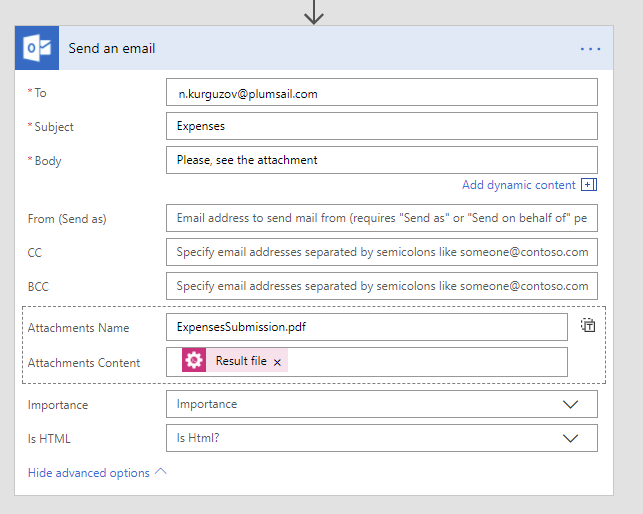 Send an email
* To n.kurguzov@plumsail.com
* Subject Expenses
* Body Please, see the attachment
Add dynamic content
From (Send as) Email address to send mail from (requires "Send as" or "Send on behalf of" pe
CC Specify email addresses separated by semicolons like someone@contoso.com
BCC Specify email addresses separated by semicolons like someone@contoso.com
Attachments Name ExpensesSubmission.pdf
Attachments Content Result file ×
Importance Importance
Is HTML Is Html?
Hide advanced options